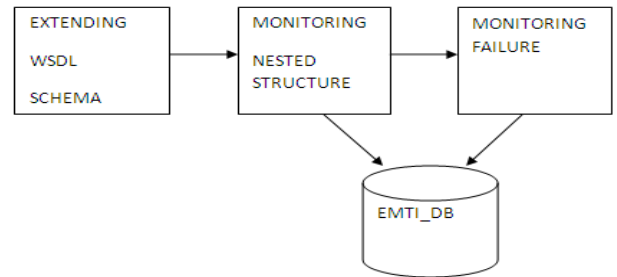 EXTENDING
WSDL
SCHEMA
MONITORING
NESTED
STRUCTURE
MONITORING
FAILURE
EMTI_DB